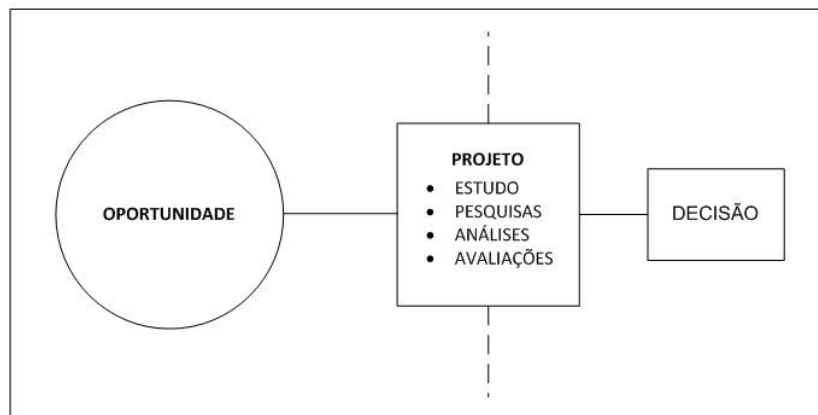 OPORTUNIDADE
PROJETO
• ESTUDO
• PESQUISAS
• ANÁLISES
• AVALIAÇÕES
DECISÃO